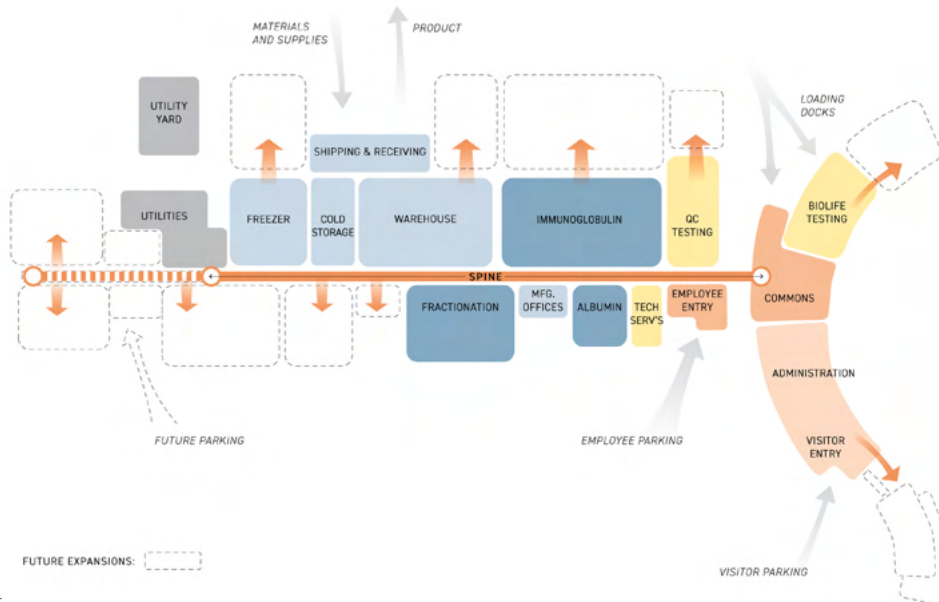 MATERIALS
AND SUPPLIES
PRODUCT
UTILITY
YARD
LOADING
DOCKS
SHIPPING & RECEIVING
UTILITIES
FREEZER
COLD
STORAGE
WAREHOUSE
IMMUNOGLOBULIN
QC
TESTING
BIOLIFE
TESTING
SPINE
FRACTIONATION
MFG.
OFFICES
ALBUMIN
TECH
SERV'S
EMPLOYEE
ENTRY
COMMONS
ADMINISTRATION
FUTURE PARKING
EMPLOYEE PARKING
VISITOR
ENTRY
FUTURE EXPANSIONS:
VISITOR PARKING